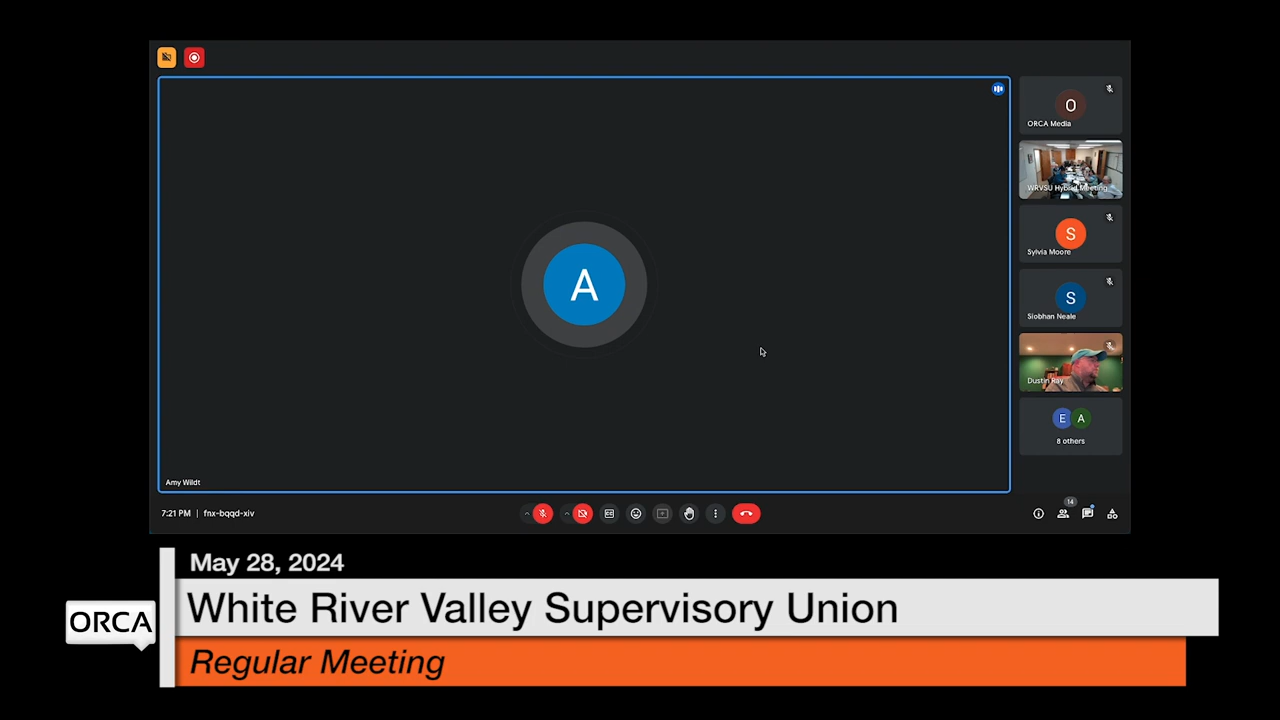 O
ORCA Media
WRVSU Hybrid Meeting
S
Sylvia Moore
S
Siobhan Neale
Dustin Ray
E A
8 others
A
Amy Wildt
7:21 PM | fnx-bqqd-xiv
14
May 28, 2024
White River Valley Supervisory Union
ORCA
Regular Meeting